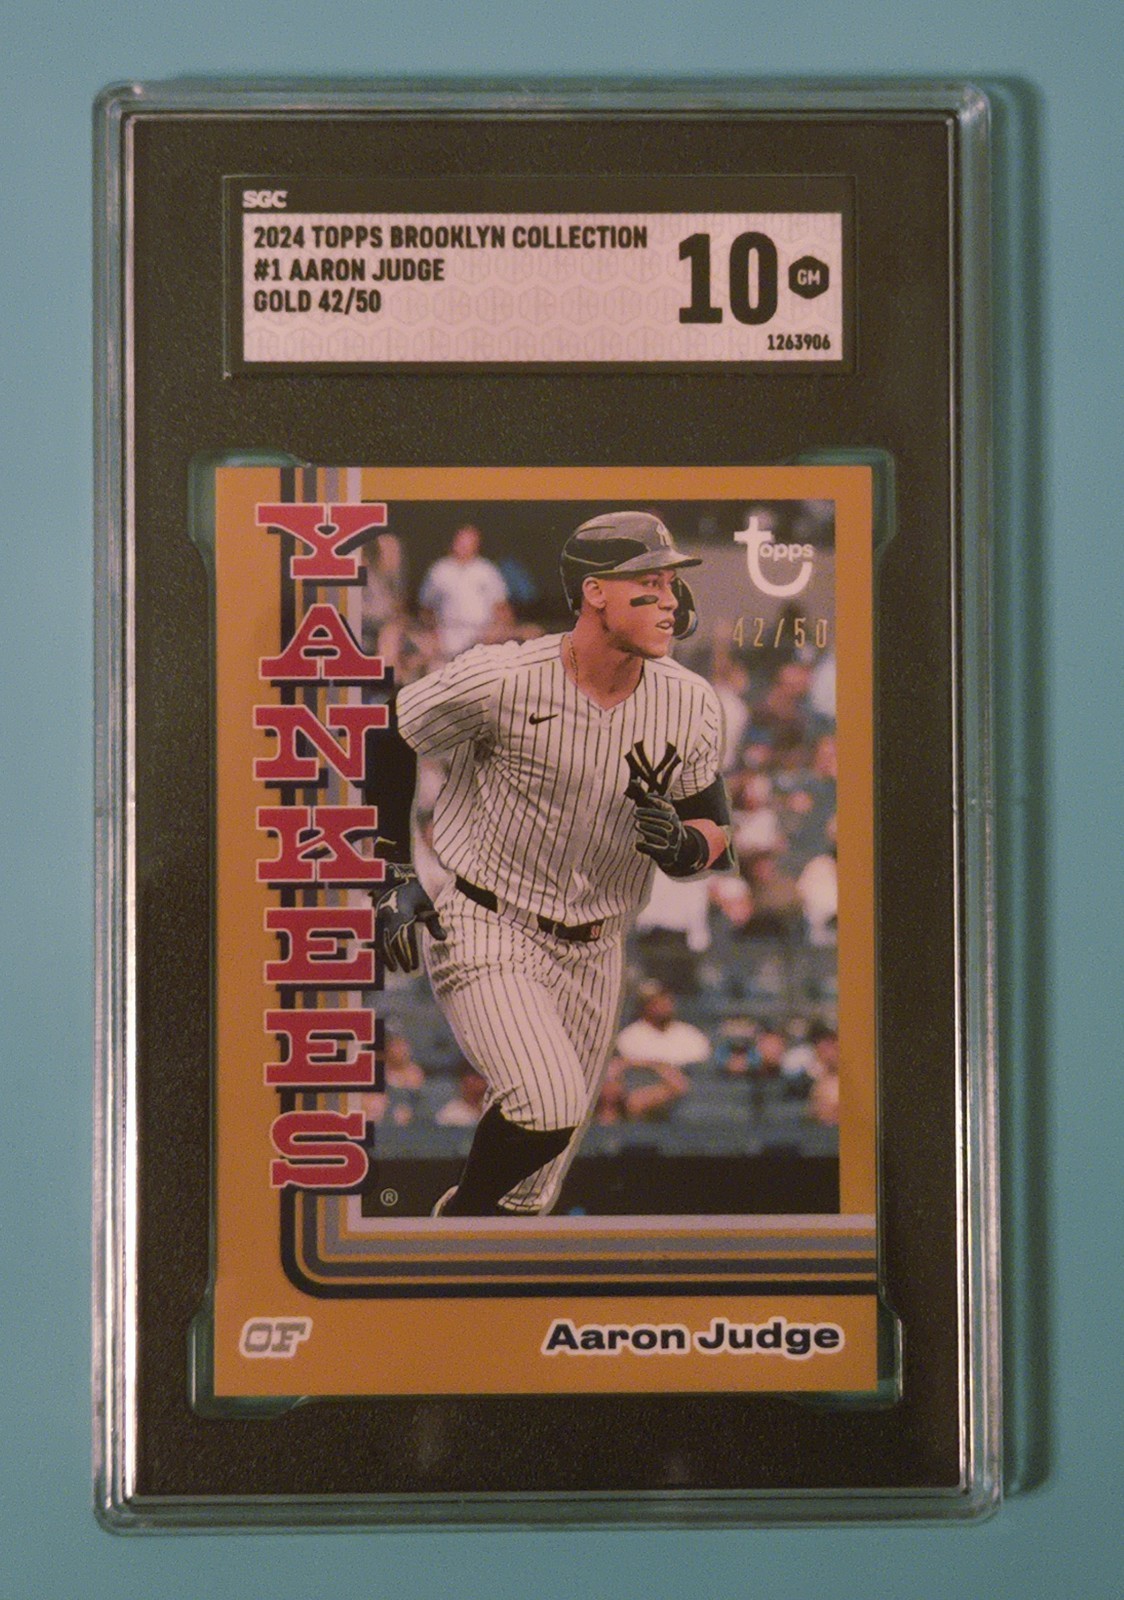 SGC
2024 TOPPS BROOKLYN COLLECTION
#1 AARON JUDGE
GOLD 42/50
10 GM
1263906
YANKEES
topps
42/50
NY
®
OF
Aaron Judge